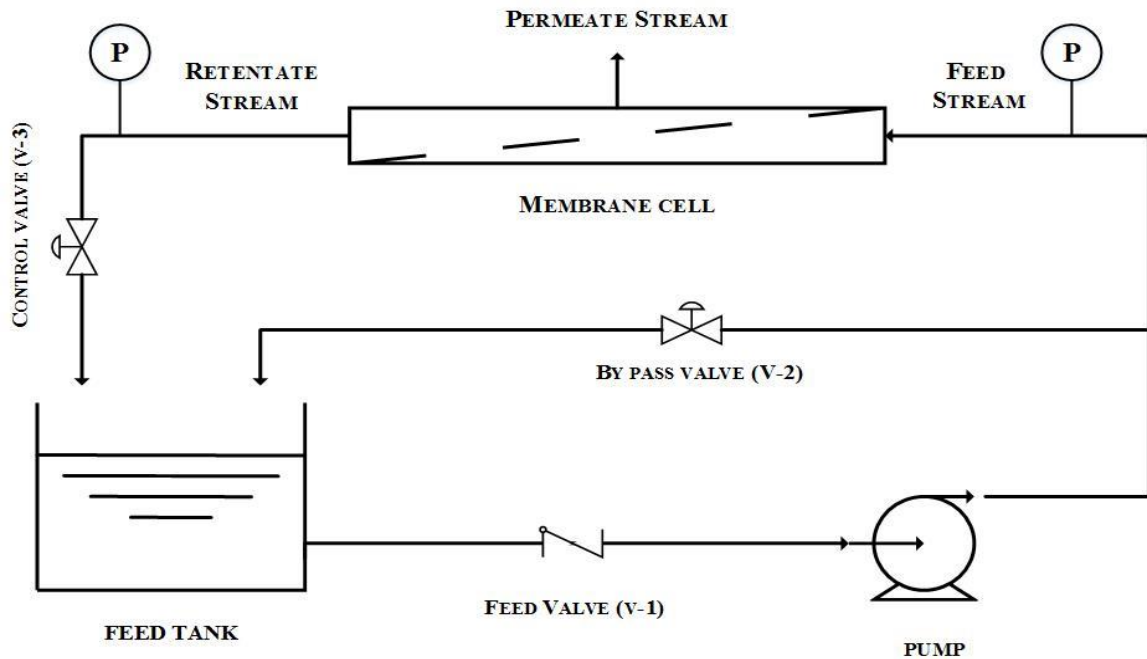 PERMEATE STREAM
P
RETENTATE
STREAM
FEED
STREAM
P
MEMBRANE CELL
CONTROL VALVE (V-3)
BY PASS VALVE (V-2)
FEED VALVE (V-1)
FEED TANK
PUMP